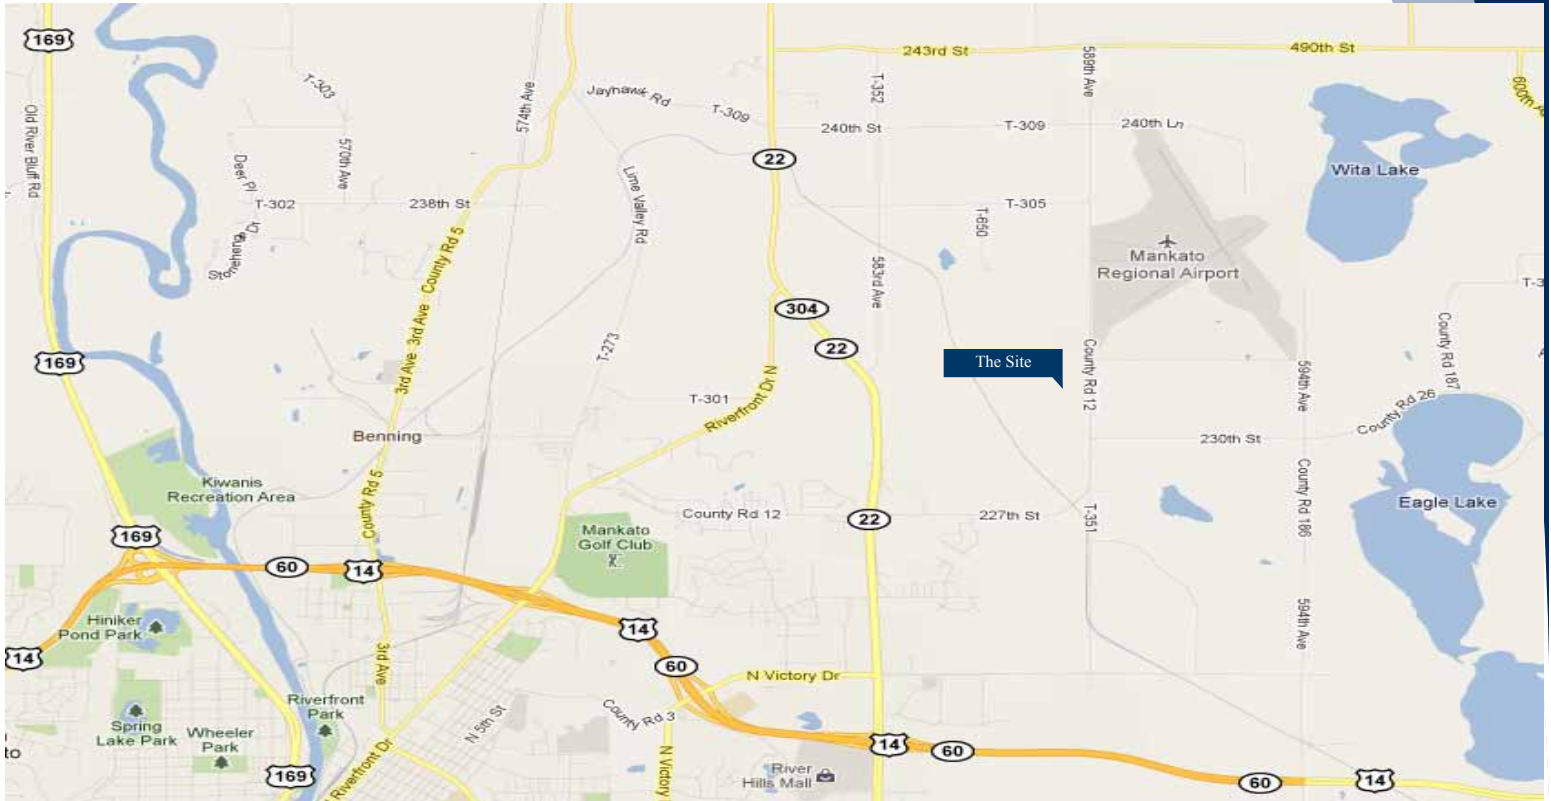 169
243rd St
490th St
600th A
T-303
574th Ave
Jayhawk Rd
T-309
T-352
589th Ave
240th St
T-309
240th Ln
Old River Bluff Rd
570th Ave
22
Deer Pl
Lime Valley Rd
Wita Lake
T-302
238th St
T-305
T-650
Stoneheng Dr
3rd Ave
3rd Ave
County Rd 5
583rd Ave
Mankato
Regional Airport
T-3
304
22
T-273
The Site
County Rd 12
County Rd 187
169
594th Ave
T-301
Riverfront Dr N
County Rd 26
Benning
230th St
Kiwanis
Recreation Area
County Rd 5
County Rd 12
22
227th St
T-351
County Rd 186
Eagle Lake
169
Mankato
Golf Club
60
14
Hiniker
Pond Park
14
14
594th Ave
60
3rd Ave
N Victory Dr
Riverfront
Park
County Rd 3
N 5th St
Spring
Lake Park
Wheeler
Park
to
Riverfront Dr
N Victory
14
60
River
Hills Mall
169
60
14